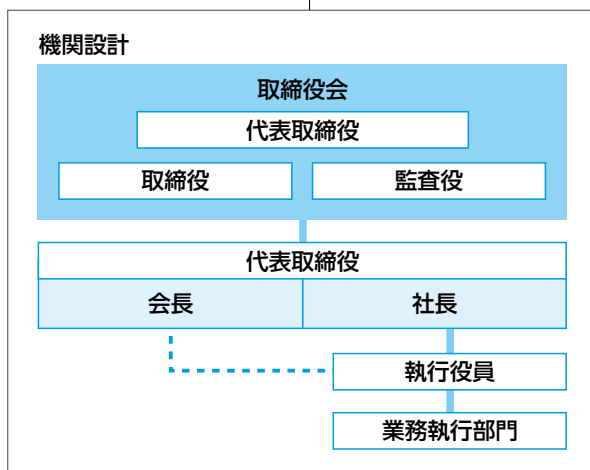 機関設計
取締役会
代表取締役
取締役
監査役
代表取締役
会長
社長
執行役員
業務執行部門